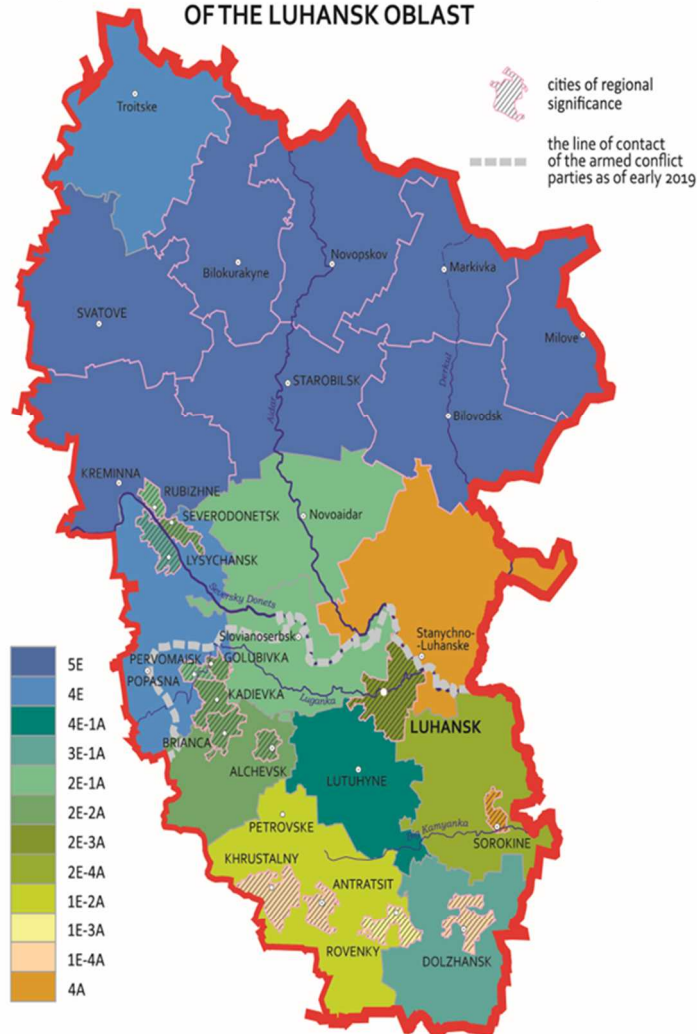 OF THE LUHANSK OBLAST
cities of regional
significance
the line of contact
of the armed conflict
parties as of early 2019
Troitske
Bilokurakyne
Novopskov
Markivka
SVATOVE
Milove
STAROBILSK
Aidar
Derkul
Bilovodsk
KREMINNA
RUBIZHNE
SEVERODONETSK
Novoaidar
LYSYCHANSK
Seversky Donets
Slovianoserbsk
Stanychno-
Luhanske
PERVOMAISK
GOLUBIVKA
POPASNA
KADIEVKA
Luganka
BRIANCA
LUHANSK
ALCHEVSK
LUTUHYNE
PETROVSKE
Kamyanka
SOROKINE
KHRUSTALNY
ANTRATSIT
ROVENKY
DOLZHANSK
5E
4E
4E-1A
3E-1A
2E-1A
2E-2A
2E-3A
2E-4A
1E-2A
1E-3A
1E-4A
4A